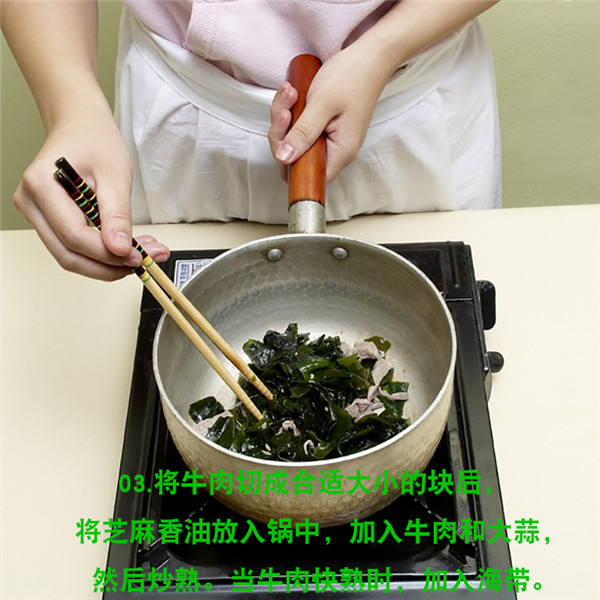 03.将牛肉切成合适大小的块后，
将芝麻香油放入锅中，加入牛肉和大蒜，
然后炒熟。当牛肉快熟时，加入海带。